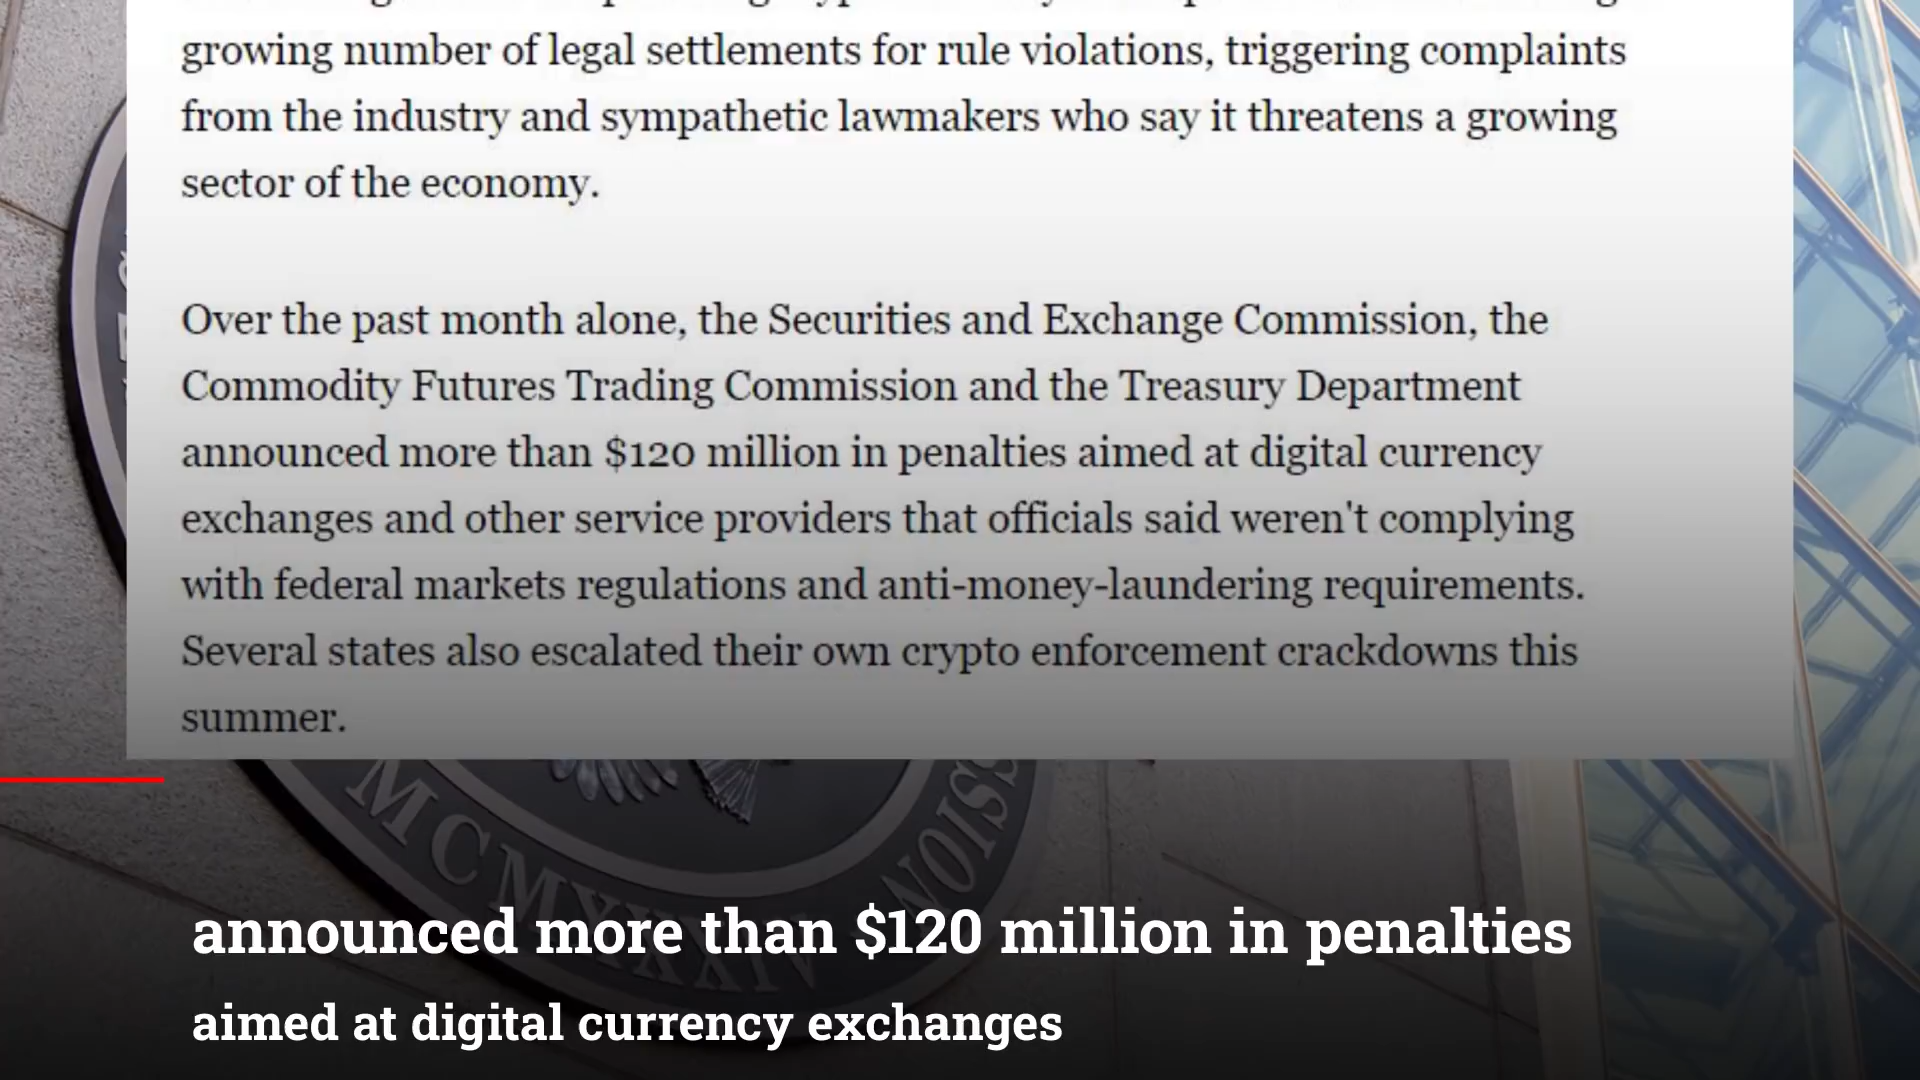 growing number of legal settlements for rule violations, triggering complaints
from the industry and sympathetic lawmakers who say it threatens a growing
sector of the economy.
Over the past month alone, the Securities and Exchange Commission, the
Commodity Futures Trading Commission and the Treasury Department
announced more than $120 million in penalties aimed at digital currency
exchanges and other service providers that officials said weren't complying
with federal markets regulations and anti-money-laundering requirements.
Several states also escalated their own crypto enforcement crackdowns this
summer.
MCMXXXIV
announced more than $120 million in penalties
aimed at digital currency exchanges